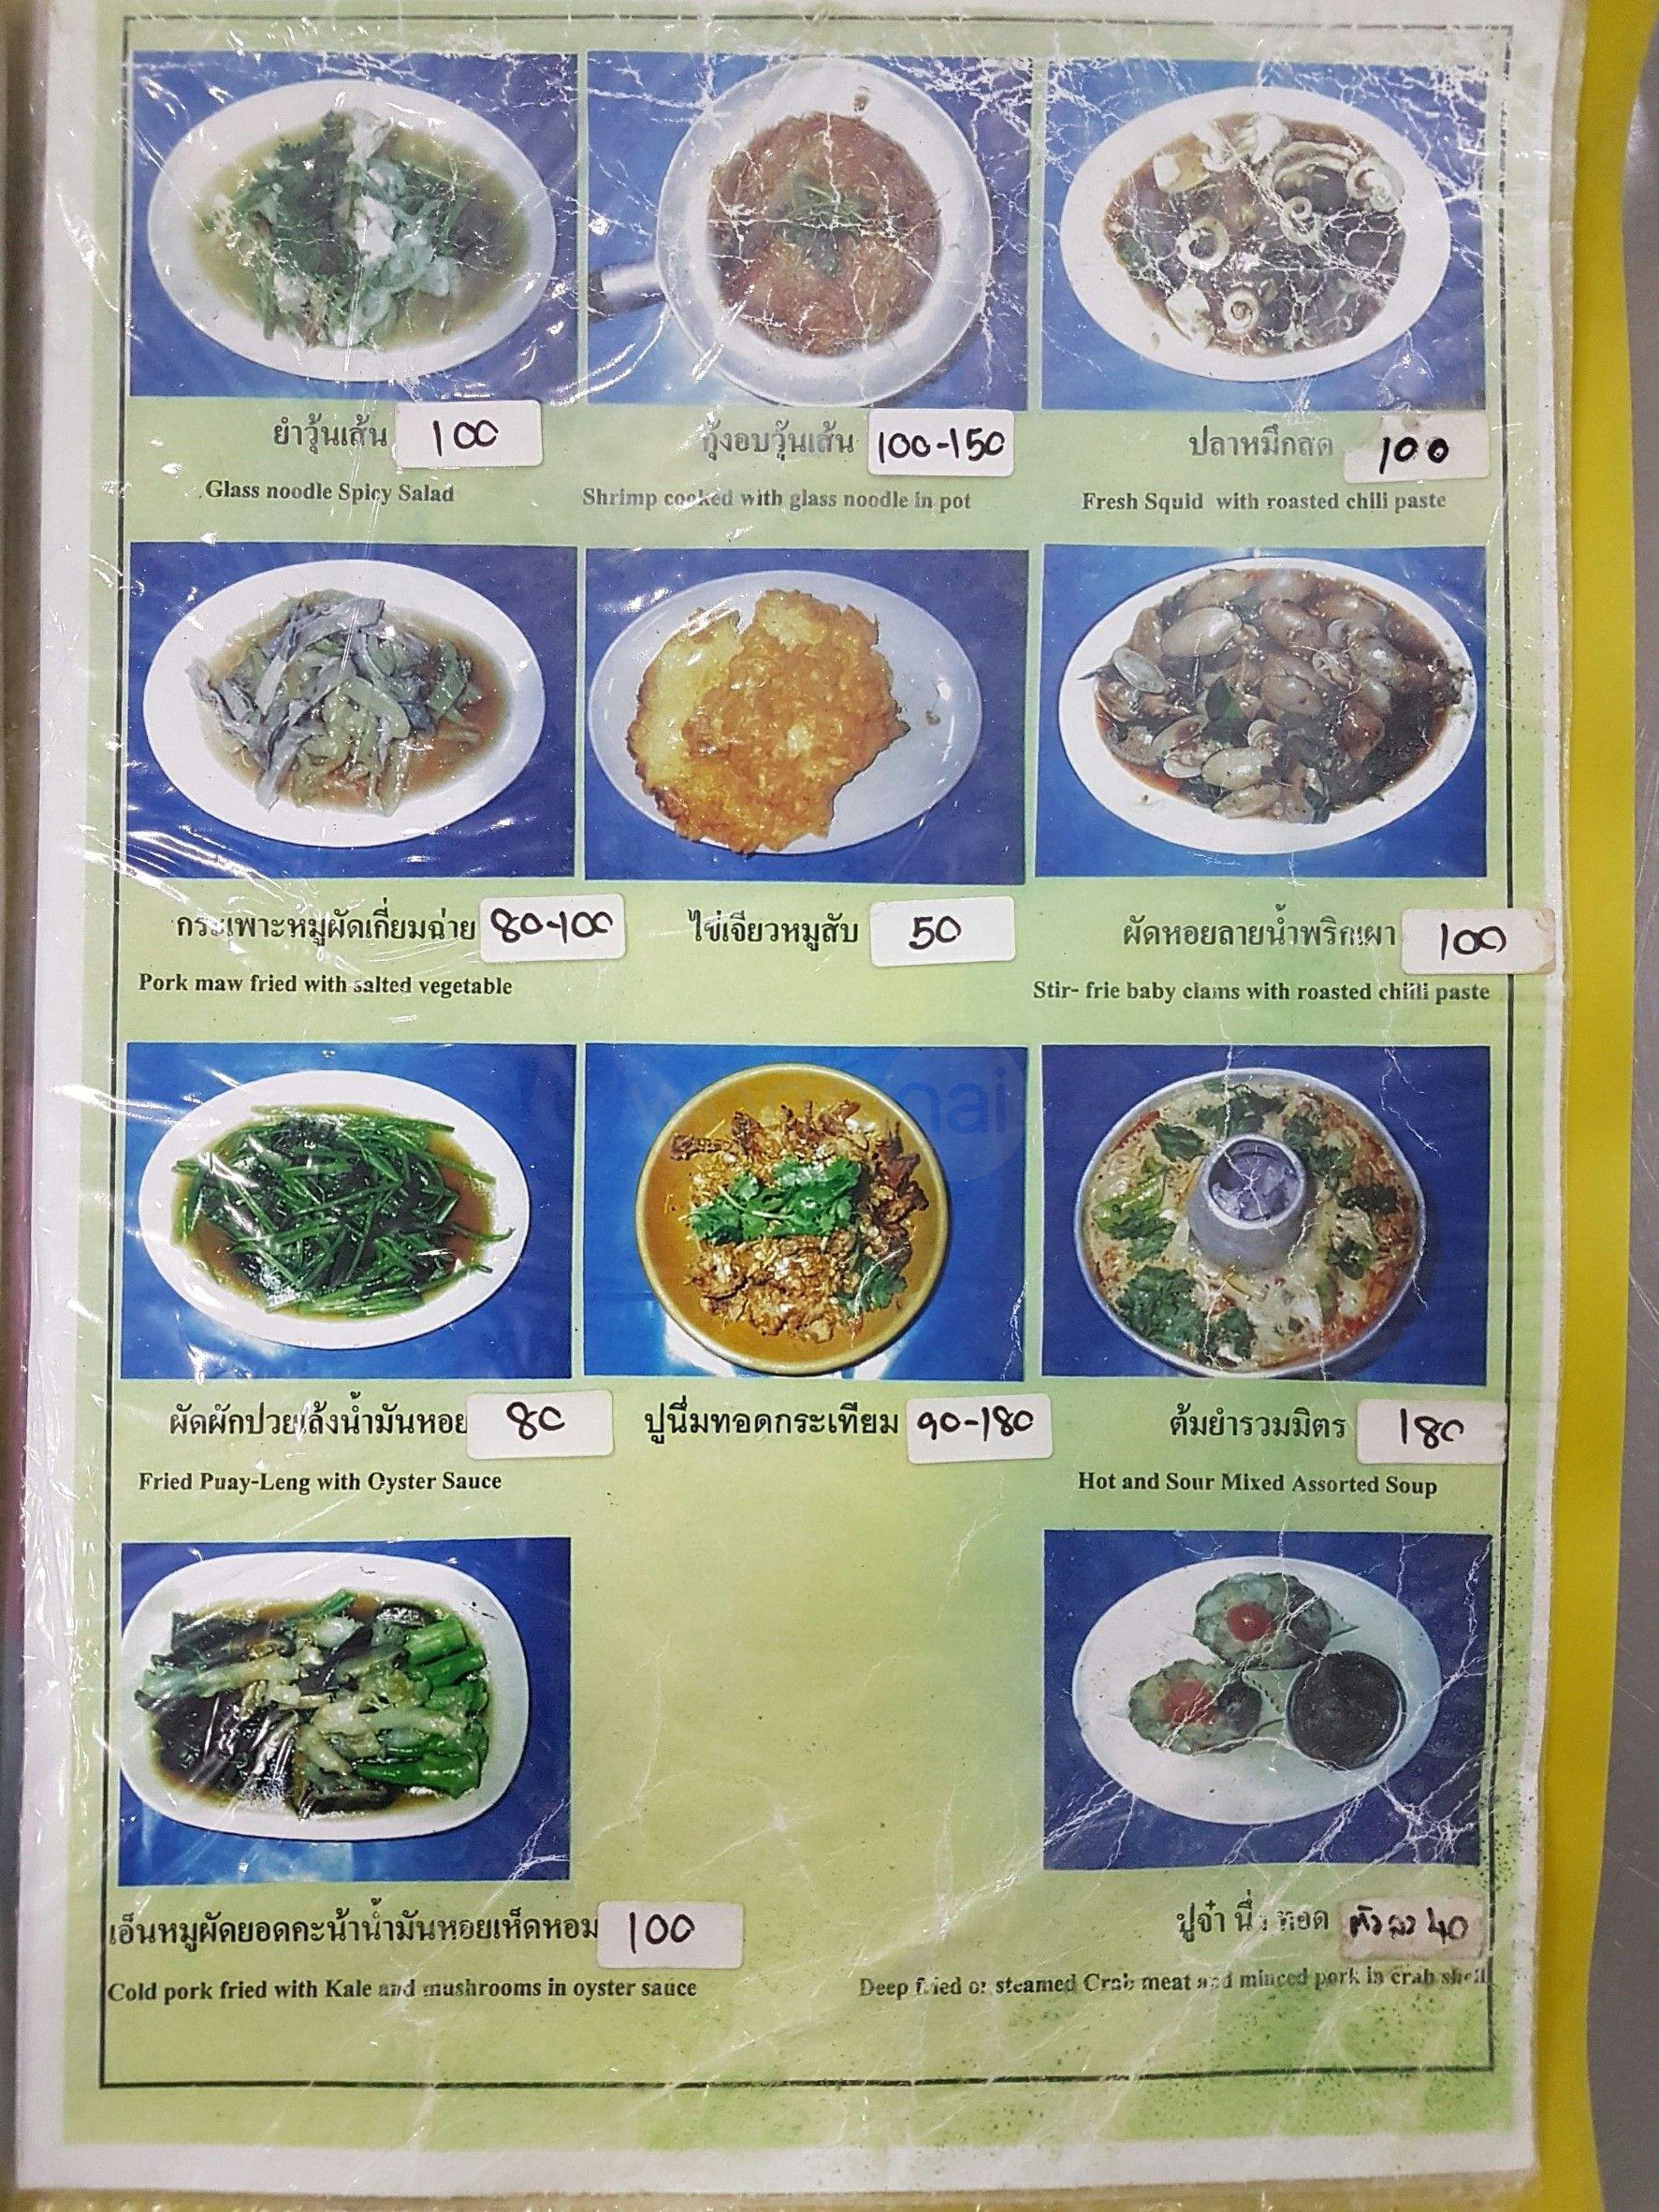 ยำวุ้นเส้น 100
Glass noodle Spicy Salad
กุ้งอบวุ้นเส้น 100-150
Shrimp cooked with glass noodle in pot
ปลาหมึกสด 100
Fresh Squid with roasted chili paste
กระเพาะหมูผัดเกี่ยมฉ่าย 80-100
Pork maw fried with salted vegetable
ไข่เจียวหมูสับ 50
ผัดหอยลายน้ำพริกเผา 100
Stir- frie baby clams with roasted chilli paste
ผัดผักปวยเล้งน้ำมันหอย 80
Fried Puay-Leng with Oyster Sauce
ปูนึ่มทอดกระเทียม 90-180
ต้มยำรวมมิตร 180
Hot and Sour Mixed Assorted Soup
เอ็นหมูผัดยอดคะน้าน้ำมันหอยเห็ดหอม 100
Cold pork fried with Kale and mushrooms in oyster sauce
ปูจ๋า นึ่ง ทอด ตัวละ 40
Deep fried or steamed Crab meat and minced pork in crab shell